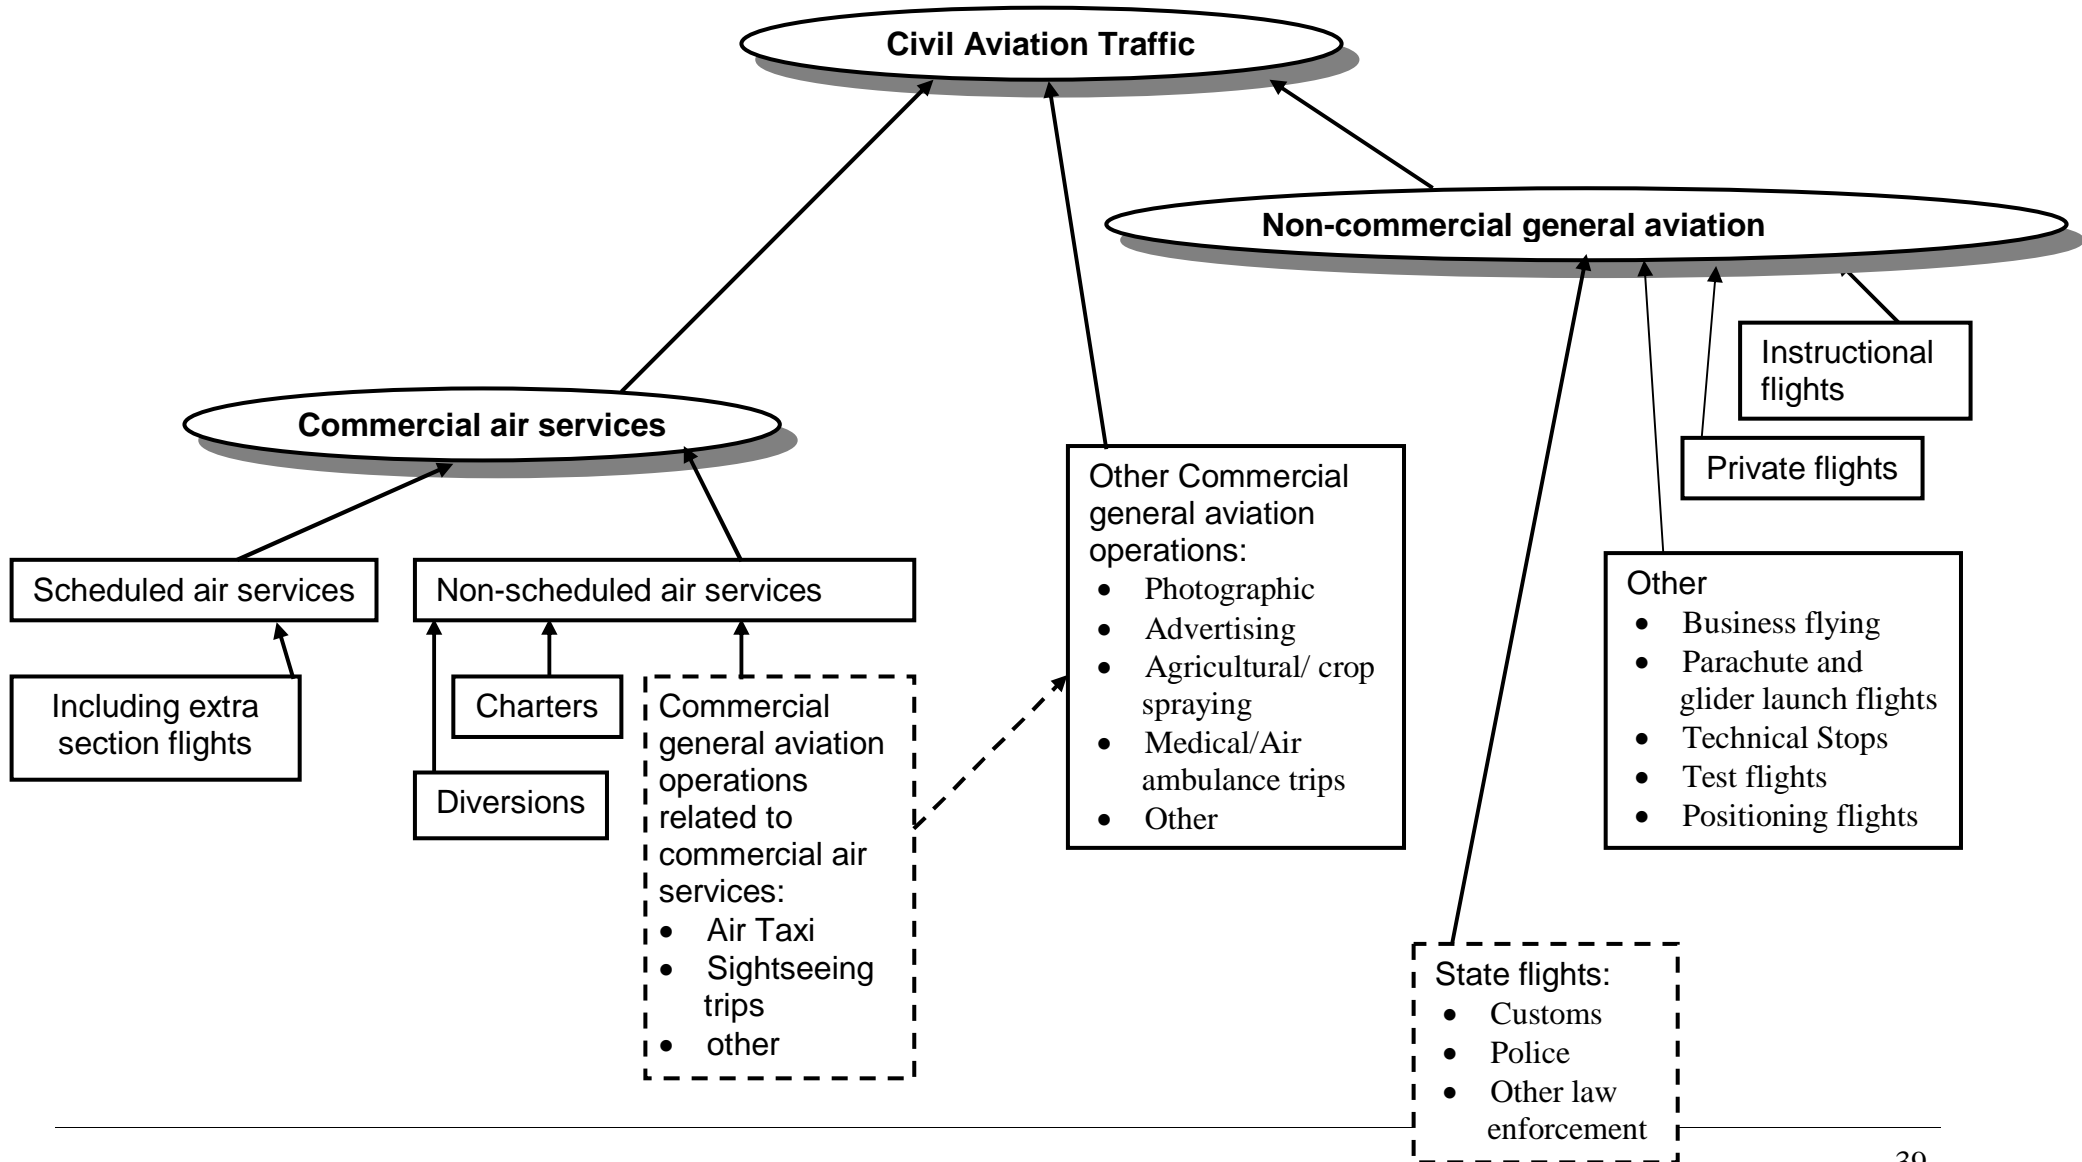 Civil Aviation Traffic
Non-commercial general aviation
Instructional
flights
Commercial air services
Private flights
Other Commercial
general aviation
operations:
• Photographic
• Advertising
• Agricultural/ crop
spraying
• Medical/Air
ambulance trips
• Other
Scheduled air services
Non-scheduled air services
Other
• Business flying
• Parachute and
glider launch flights
• Technical Stops
• Test flights
• Positioning flights
Including extra
section flights
Charters
Diversions
Commercial
general aviation
operations
related to
commercial air
services:
• Air Taxi
• Sightseeing
trips
• other
State flights:
• Customs
• Police
• Other law
enforcement
39